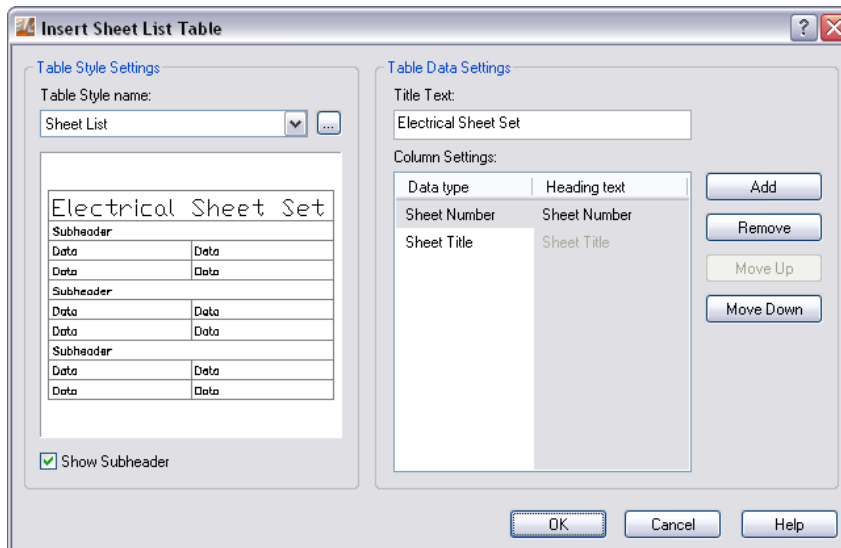 Insert Sheet List Table
?
Table Style Settings
Table Style name:
Sheet List
...
Electrical Sheet Set
Subheader
Data Data
Data Data
Subheader
Data Data
Data Data
Subheader
Data Data
Data Data
Show Subheader
Table Data Settings
Title Text:
Electrical Sheet Set
Column Settings:
Data type Heading text
Sheet Number Sheet Number
Sheet Title Sheet Title
Add
Remove
Move Up
Move Down
OK Cancel Help